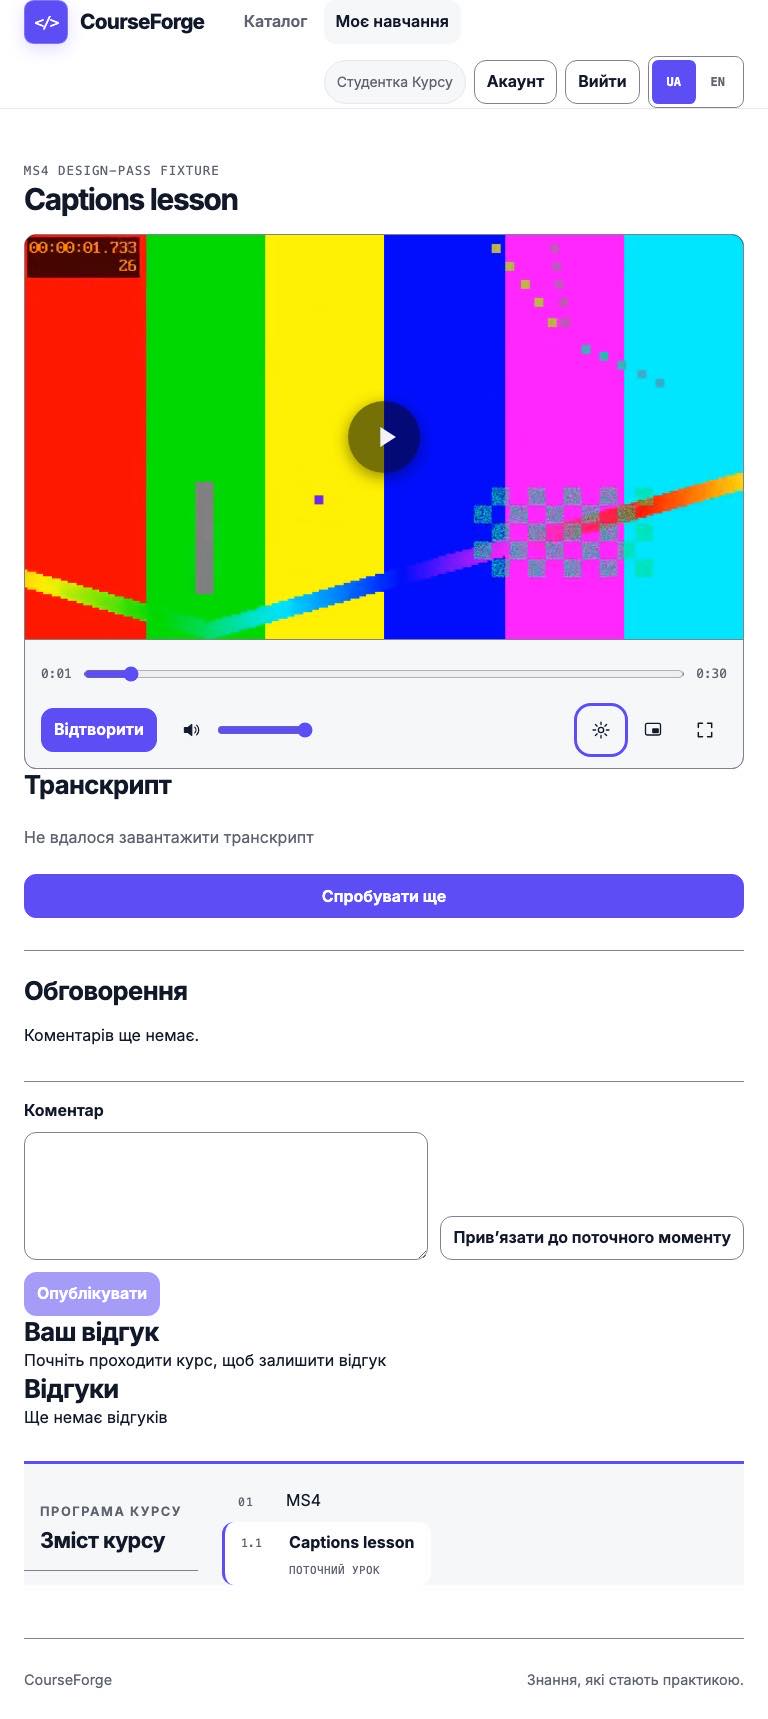 </> CourseForge Каталог Моє навчання
Студентка Курсу Акаунт Вийти UA EN
MS4 DESIGN-PASS FIXTURE
Captions lesson
00:00:01.733
26
0:01 0:30
Відтворити
Транскрипт
Не вдалося завантажити транскрипт
Спробувати ще
Обговорення
Коментарів ще немає.
Коментар
Прив’язати до поточного моменту
Опублікувати
Ваш відгук
Почніть проходити курс, щоб залишити відгук
Відгуки
Ще немає відгуків
ПРОГРАМА КУРСУ
Зміст курсу
01 MS4
1.1 Captions lesson
ПОТОЧНИЙ УРОК
CourseForge Знання, які стають практикою.